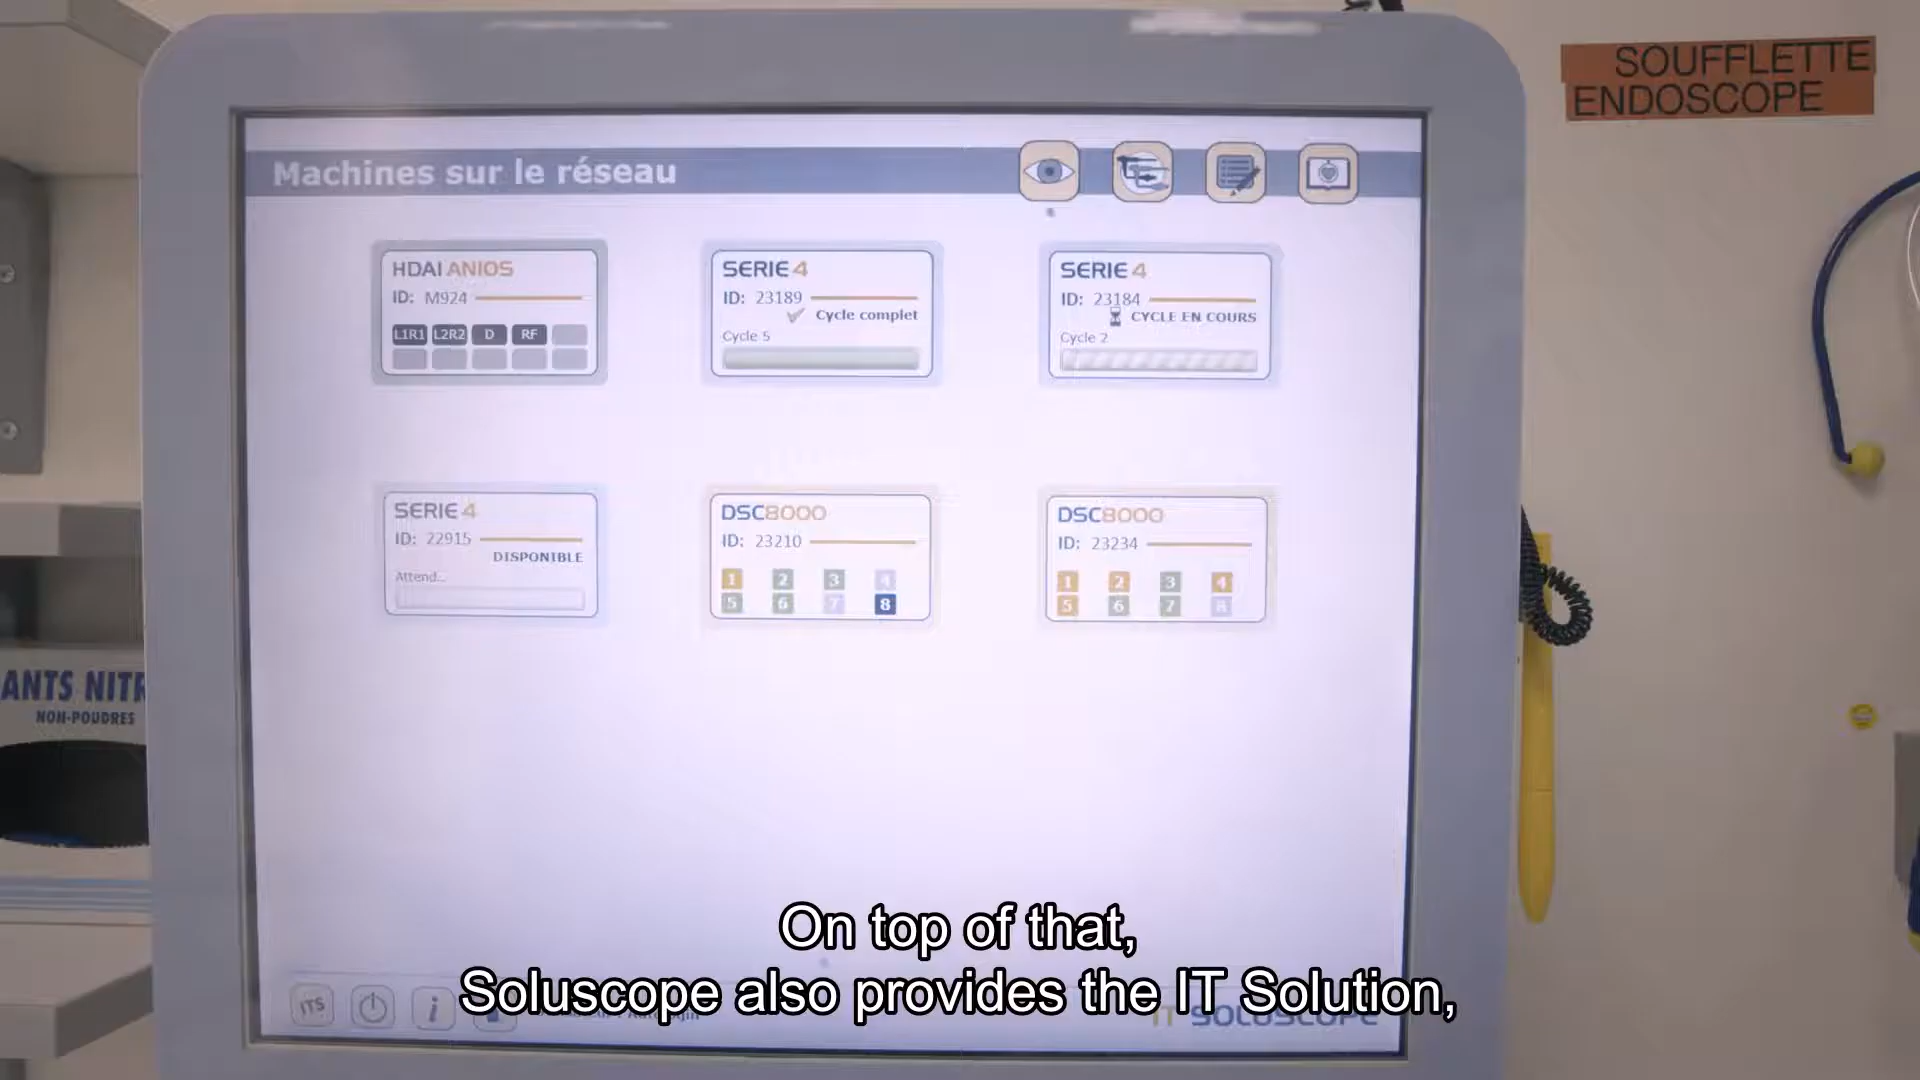 SOUFFLETTE
ENDOSCOPE
Machines sur le réseau
HDAI ANIOS
ID: M924
L1R1 L2R2 D RF
SERIE 4
ID: 23189
Cycle complet
Cycle 5
SERIE 4
ID: 23184
CYCLE EN COURS
Cycle 2
SERIE 4
ID: 22915
DISPONIBLE
Attend...
DSC8000
ID: 23210
1 2 3 4
5 6 7 8
DSC8000
ID: 23234
1 2 3 4
5 6 7 8
ANTS NITR
NON-POUDRES
On top of that,
Soluscope also provides the IT Solution,
ITS
i
IT SOLUSCOPE